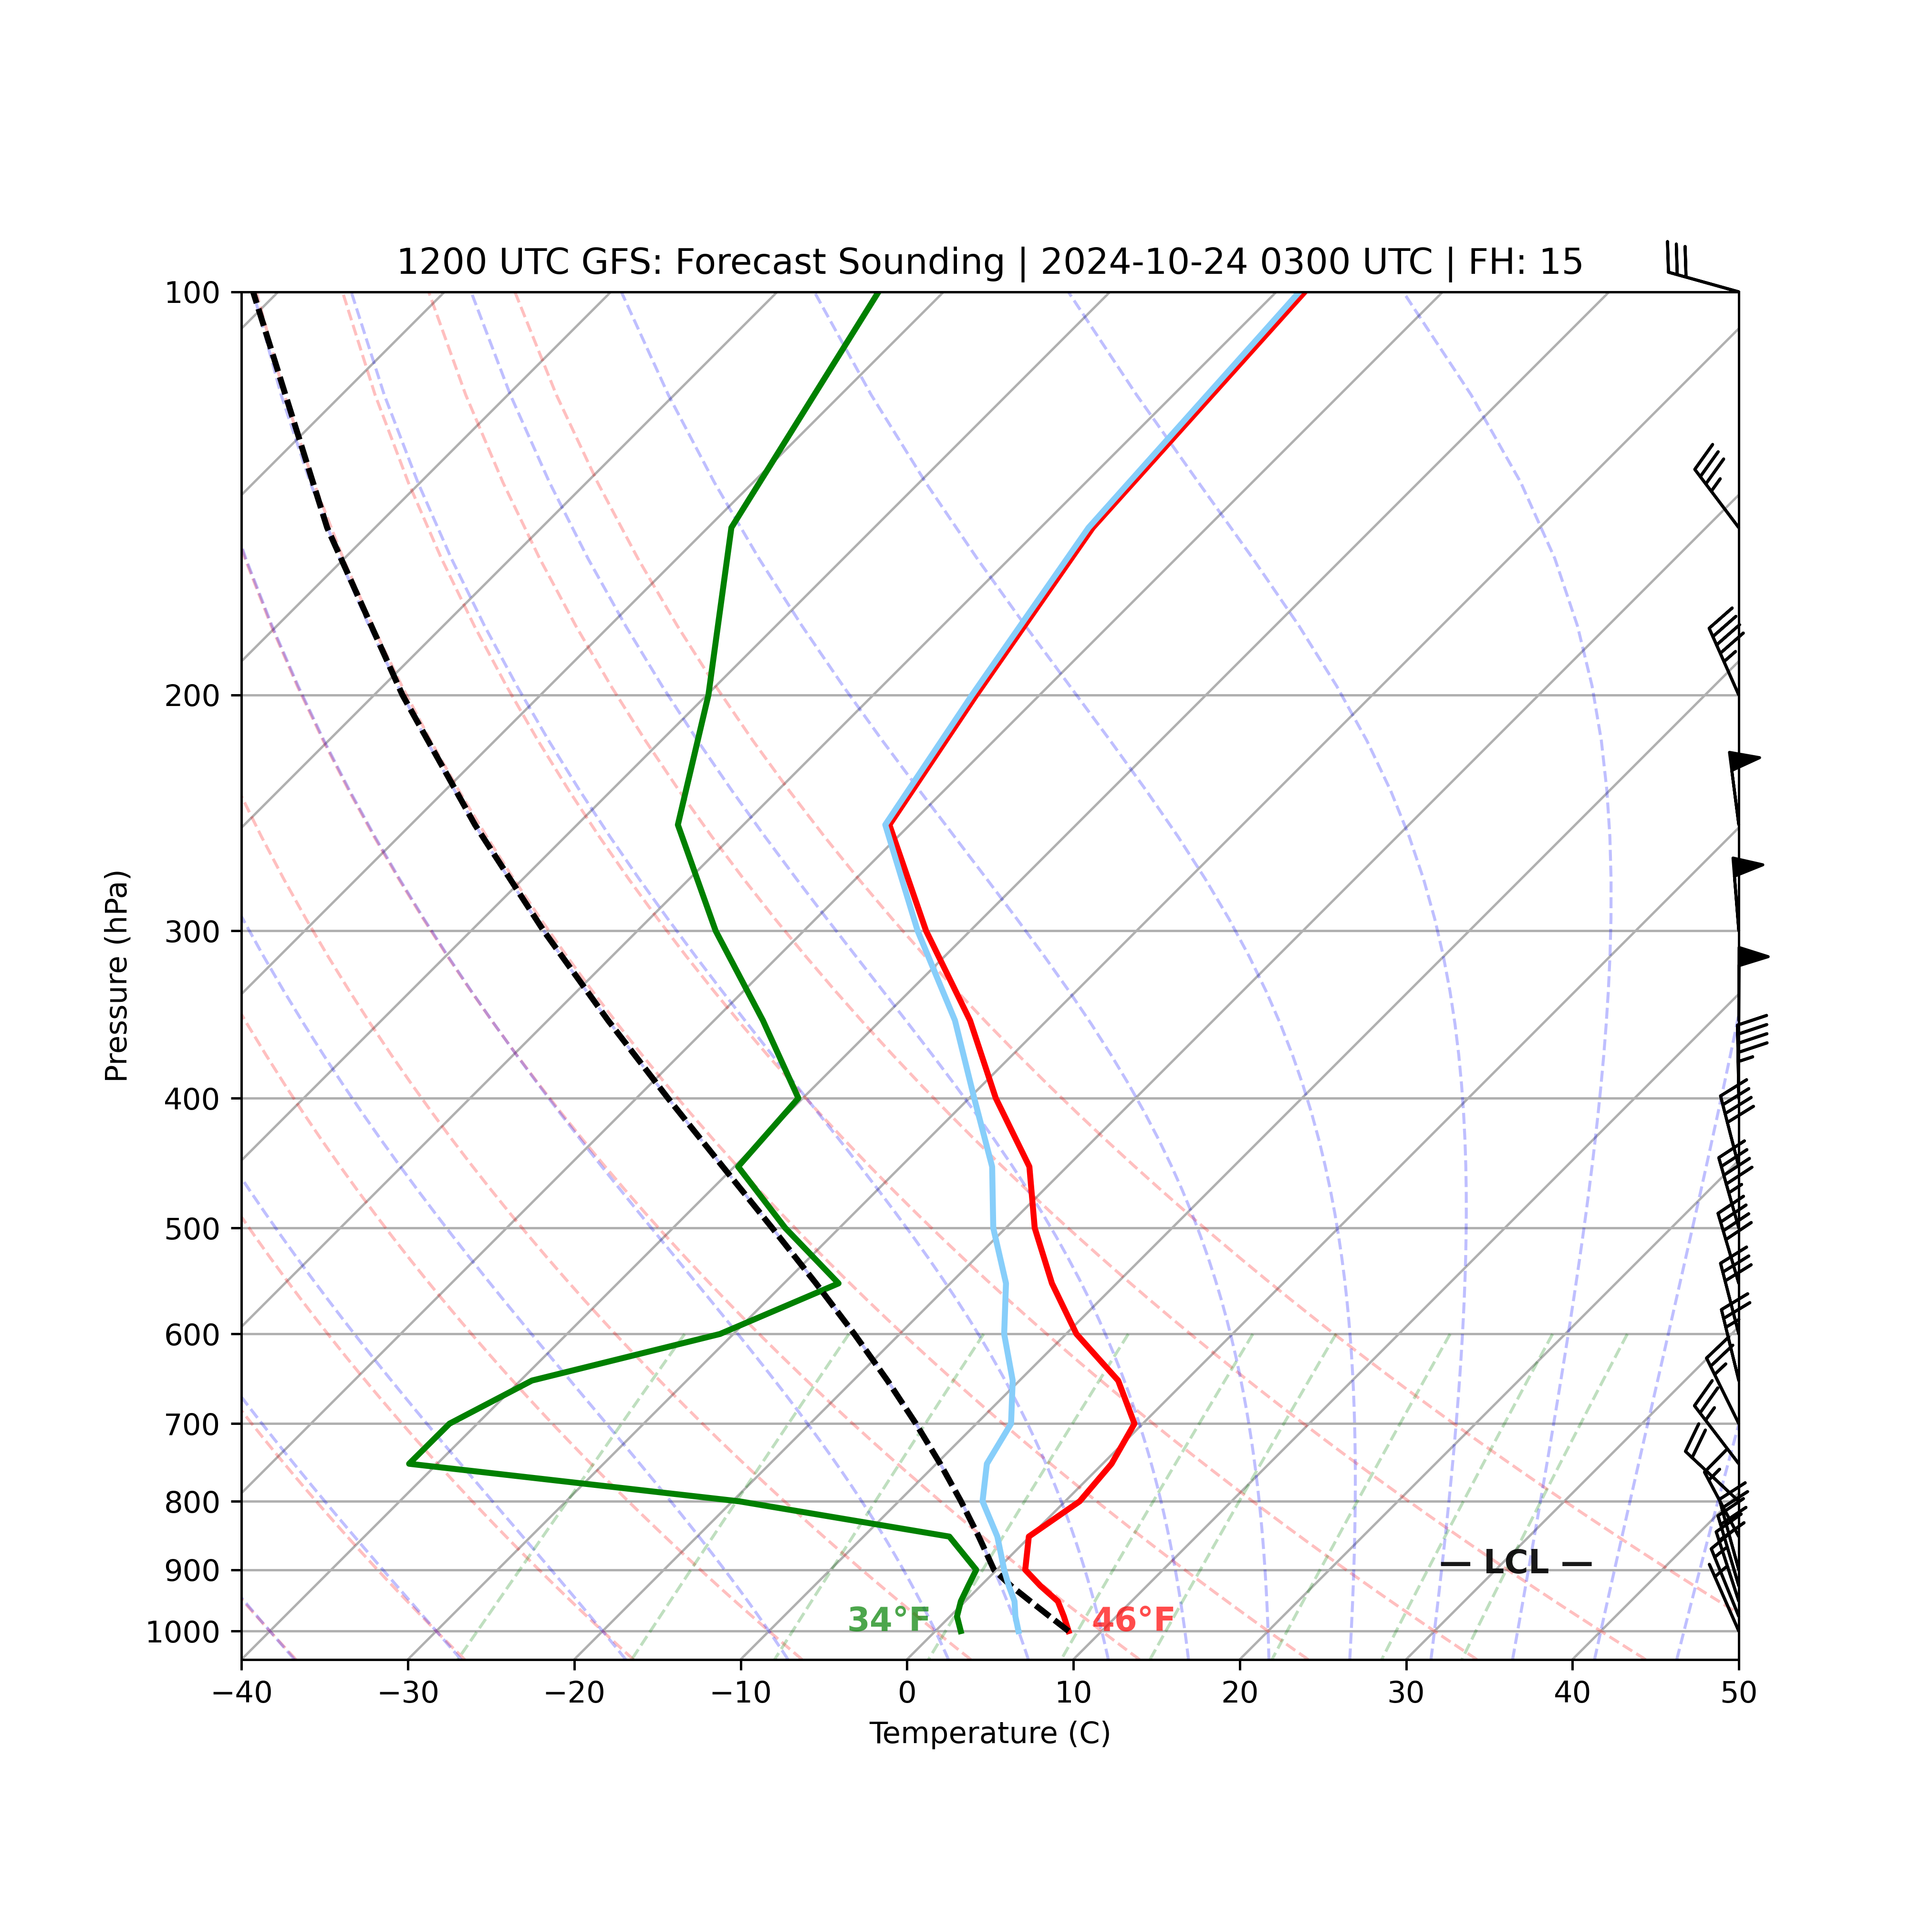 1200 UTC GFS: Forecast Sounding | 2024-10-24 0300 UTC | FH: 15
100
200
300
400
500
600
700
800
900
1000
Pressure (hPa)
— LCL —
34°F
46°F
−40 −30 −20 −10 0 10 20 30 40 50
Temperature (C)